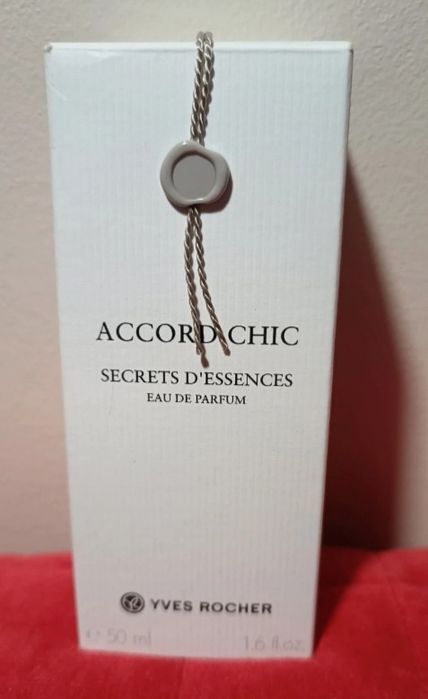 ACCORD CHIC
SECRETS D'ESSENCES
EAU DE PARFUM
YVES ROCHER
e 50 ml 1.6 fl.oz.